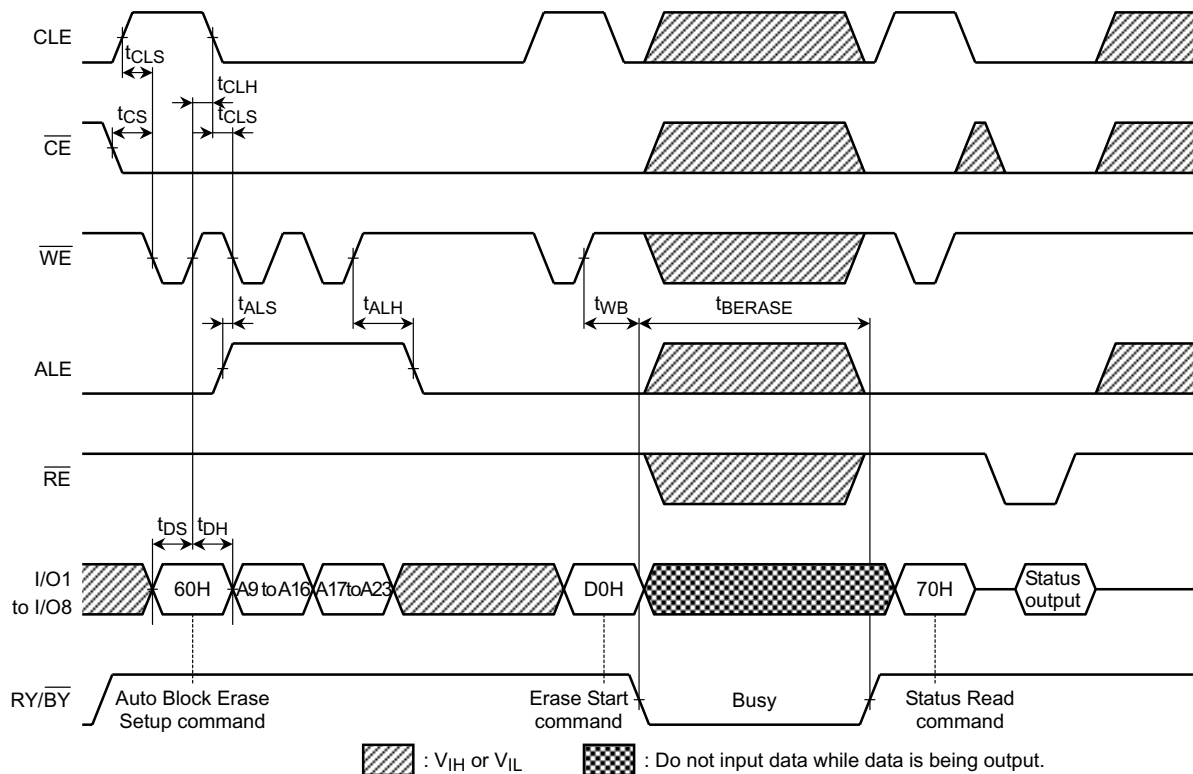 CLE
tCLS
tCLH
tCS
tCLS
CE
WE
tALS
tALH
tWB
tBERASE
ALE
RE
tDS
tDH
I/O1
to I/O8
60H
A9 to A16
A17 to A23
D0H
70H
Status
output
RY/BY
Auto Block Erase
Setup command
Erase Start
command
Busy
Status Read
command
: VIH or VIL
: Do not input data while data is being output.